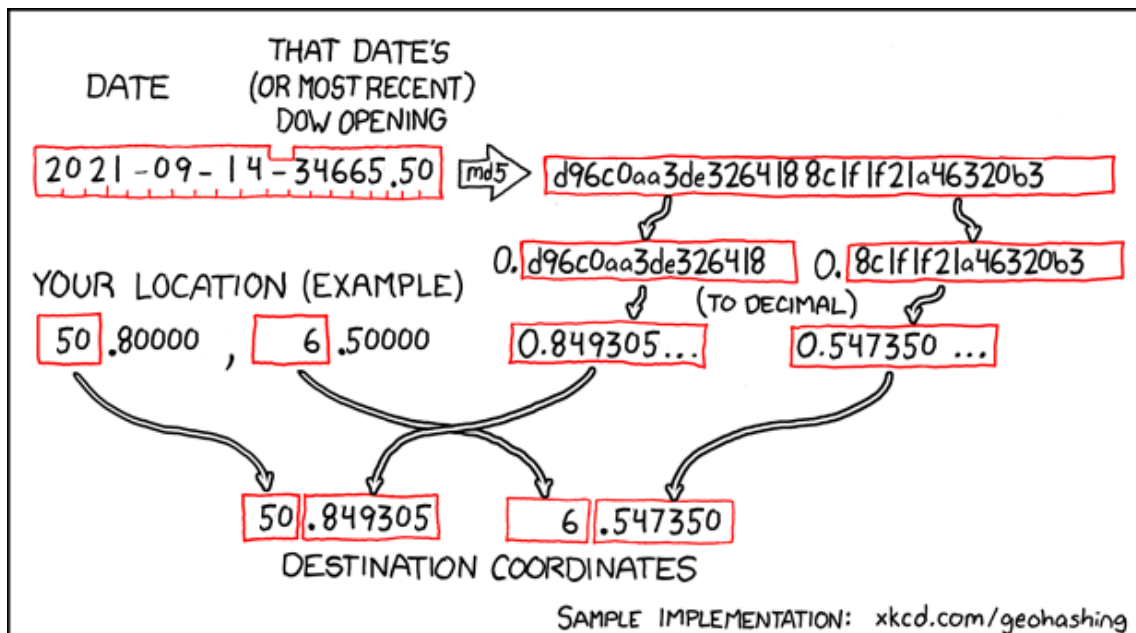 THAT DATE'S
DATE (OR MOST RECENT)
DOW OPENING
2021-09-14-34665.50 md5 d96c0aa3de3264188c1f1f21a46320b3
0.d96c0aa3de326418 0.8c1f1f21a46320b3
YOUR LOCATION (EXAMPLE) (TO DECIMAL)
50.80000, 6.50000 0.849305... 0.547350...
50.849305 6.547350
DESTINATION COORDINATES
SAMPLE IMPLEMENTATION: xkcd.com/geohashing